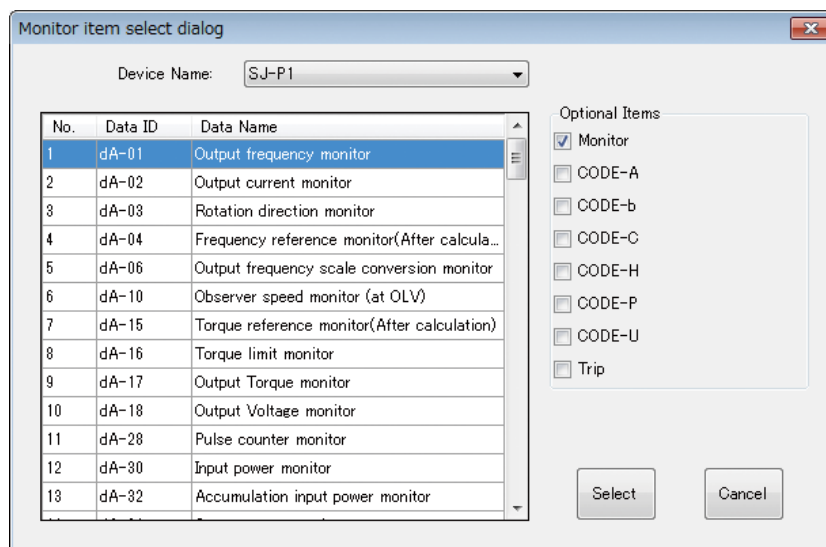 Monitor item select dialog
Device Name: SJ-P1
No. Data ID Data Name
1 dA-01 Output frequency monitor
2 dA-02 Output current monitor
3 dA-03 Rotation direction monitor
4 dA-04 Frequency reference monitor(After calcula...
5 dA-06 Output frequency scale conversion monitor
6 dA-10 Observer speed monitor (at OLV)
7 dA-15 Torque reference monitor(After calculation)
8 dA-16 Torque limit monitor
9 dA-17 Output Torque monitor
10 dA-18 Output Voltage monitor
11 dA-28 Pulse counter monitor
12 dA-30 Input power monitor
13 dA-32 Accumulation input power monitor
Optional Items
Monitor
CODE-A
CODE-b
CODE-C
CODE-H
CODE-P
CODE-U
Trip
Select Cancel